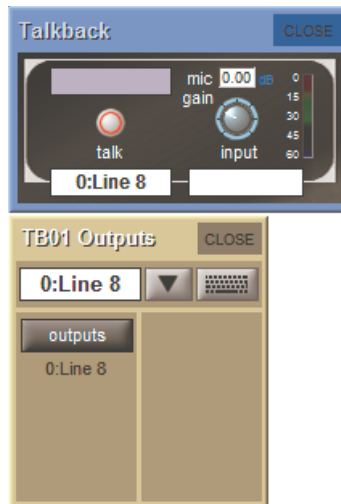 Talkback CLOSE
mic 0.00 dB
gain
0
15
30
45
60
talk input
0:Line 8
TB01 Outputs CLOSE
0:Line 8
outputs
0:Line 8